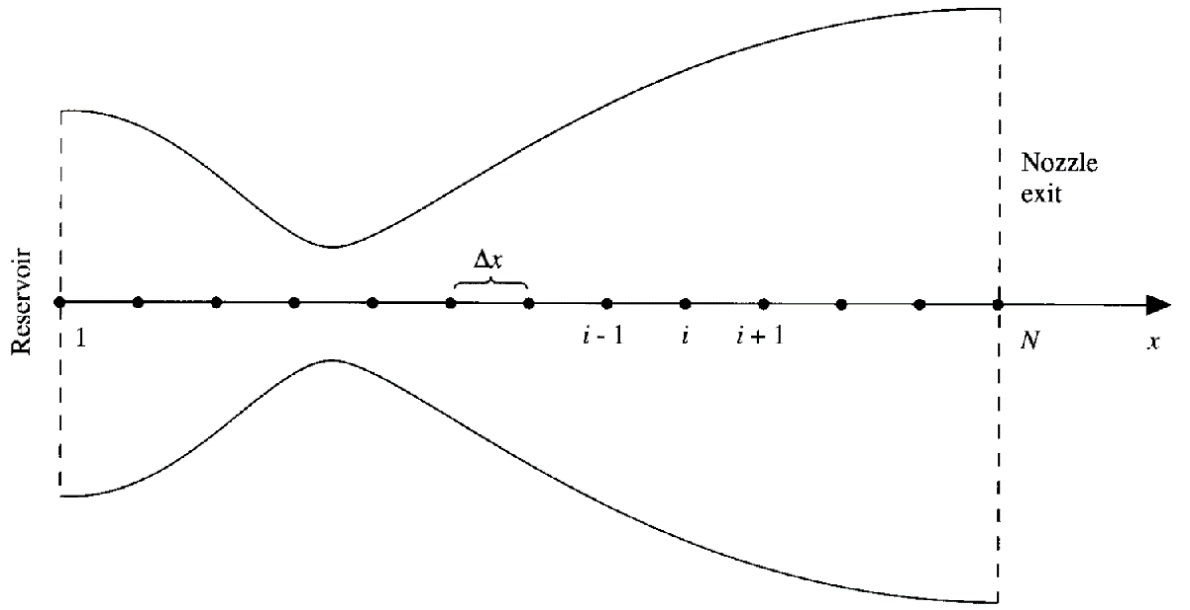 Nozzle
exit
Reservoir
Δx
1
i - 1
i
i + 1
N
x